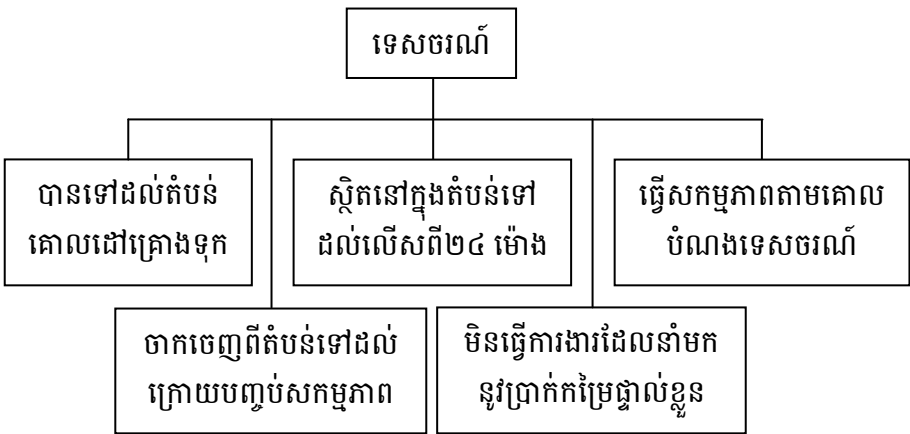 ទេសចរណ៍
បានទៅដល់តំបន់
គោលដៅគ្រោងទុក
ស្ថិតនៅក្នុងតំបន់ទៅ
ដល់លើសពី២៤ ម៉ោង
ធ្វើសកម្មភាពតាមគោល
បំណងទេសចរណ៍
ចាកចេញពីតំបន់ទៅដល់
ក្រោយបញ្ចប់សកម្មភាព
មិនធ្វើការងារដែលនាំមក
នូវប្រាក់កម្រៃផ្ទាល់ខ្លួន